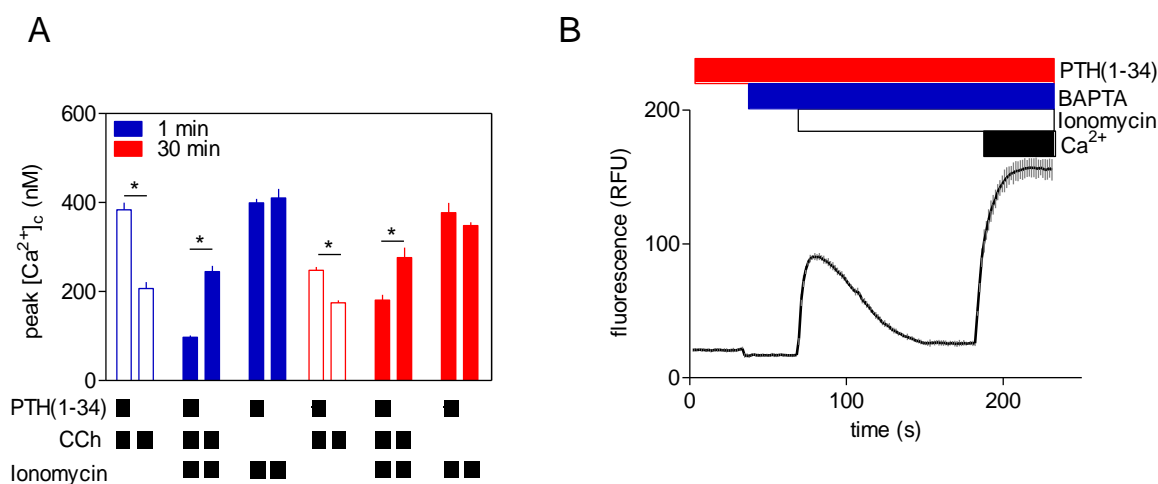 A
600
400
200
0
peak [Ca²⁺]c (nM)
1 min
30 min
*
*
*
*
PTH(1-34)
CCh
Ionomycin
B
PTH(1-34)
BAPTA
Ionomycin
Ca²⁺
200
100
0
fluorescence (RFU)
0 100 200
time (s)